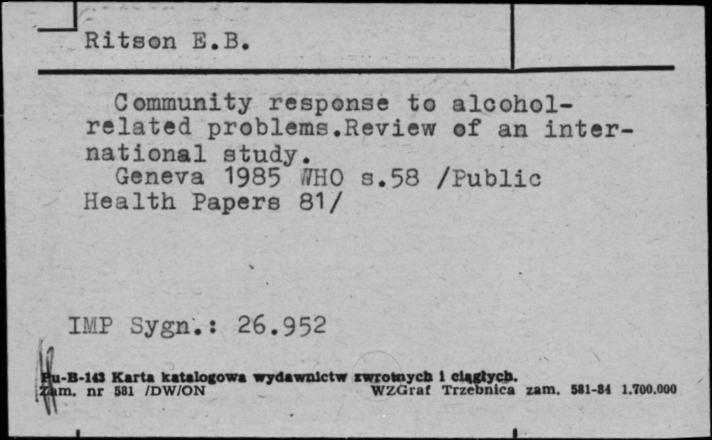 Ritson E.B.
Community response to alcohol-
related problems.Review of an inter-
national study.
Geneva 1985 WHO s.58 /Public
Health Papers 81/
IMP Sygn.: 26.952
Pu-B-143 Karta katalogowa wydawnictw zwrotnych i ciągłych.
Zam. nr 581 /DW/ON WZGraf Trzebnica zam. 581-84 1.700.000